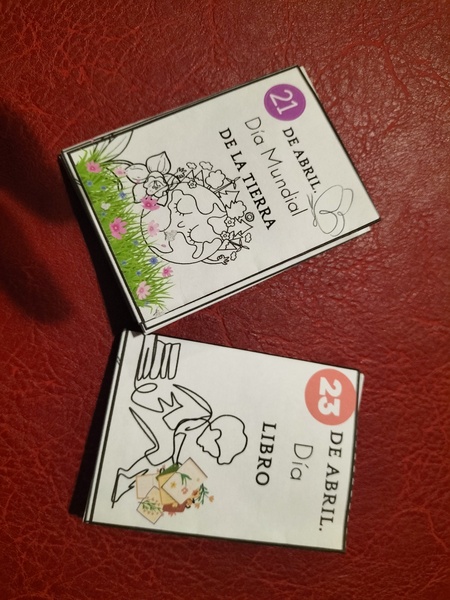 21
DE ABRIL.
Día Mundial
DE LA TIERRA
23
DE ABRIL.
Día
LIBRO